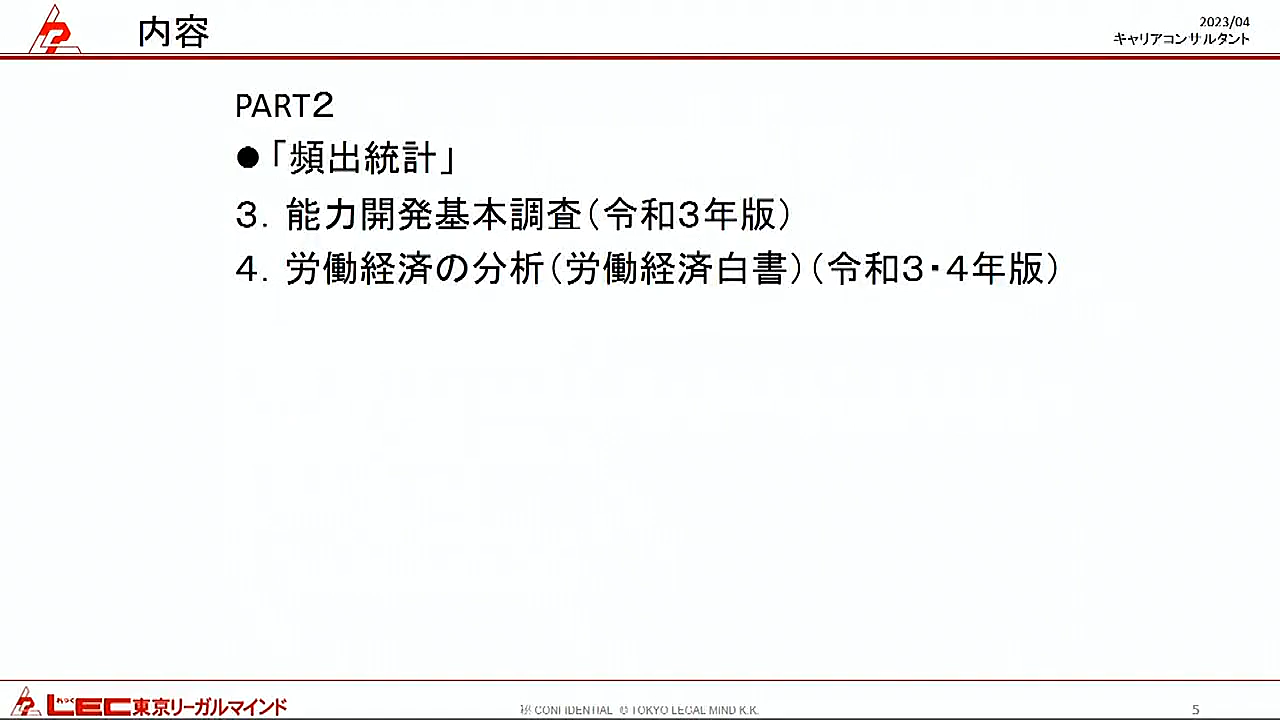 内容
2023/04
キャリアコンサルタント
PART2
●「頻出統計」
3．能力開発基本調査(令和3年版)
4．労働経済の分析(労働経済白書)(令和3・4年版)
LEC東京リーガルマインド
CONFIDENTIAL © TOKYO LEGAL MIND K.K.
5